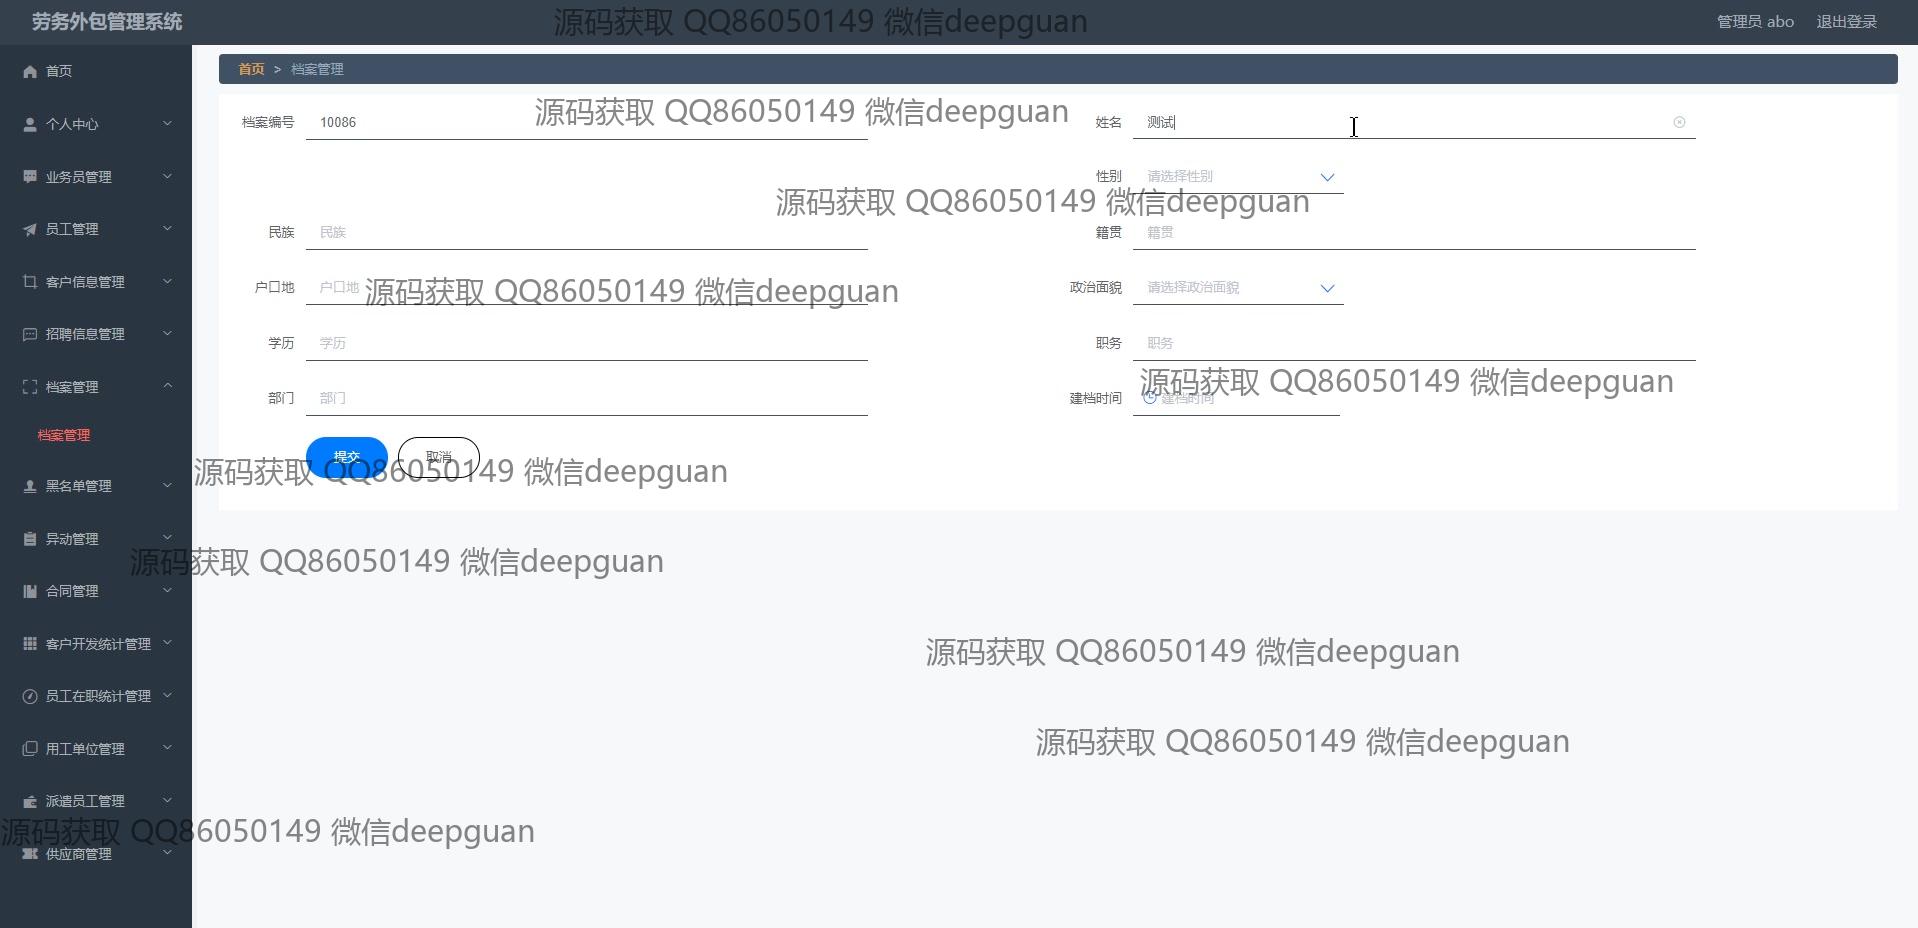 劳务外包管理系统
源码获取 QQ86050149 微信deepguan
管理员 abo
退出登录
首页
个人中心
业务员管理
员工管理
客户信息管理
招聘信息管理
档案管理
档案管理
黑名单管理
异动管理
合同管理
客户开发统计管理
员工在职统计管理
用工单位管理
派遣员工管理
供应商管理
首页 > 档案管理
档案编号 10086
源码获取 QQ86050149 微信deepguan
姓名 测试
性别 请选择性别
源码获取 QQ86050149 微信deepguan
民族 民族
籍贯 籍贯
户口地 户口地
源码获取 QQ86050149 微信deepguan
政治面貌 请选择政治面貌
学历 学历
职务 职务
源码获取 QQ86050149 微信deepguan
部门 部门
建档时间 建档时间
提交 取消
源码获取 QQ86050149 微信deepguan
源码获取 QQ86050149 微信deepguan
源码获取 QQ86050149 微信deepguan
源码获取 QQ86050149 微信deepguan
源码获取 QQ86050149 微信deepguan